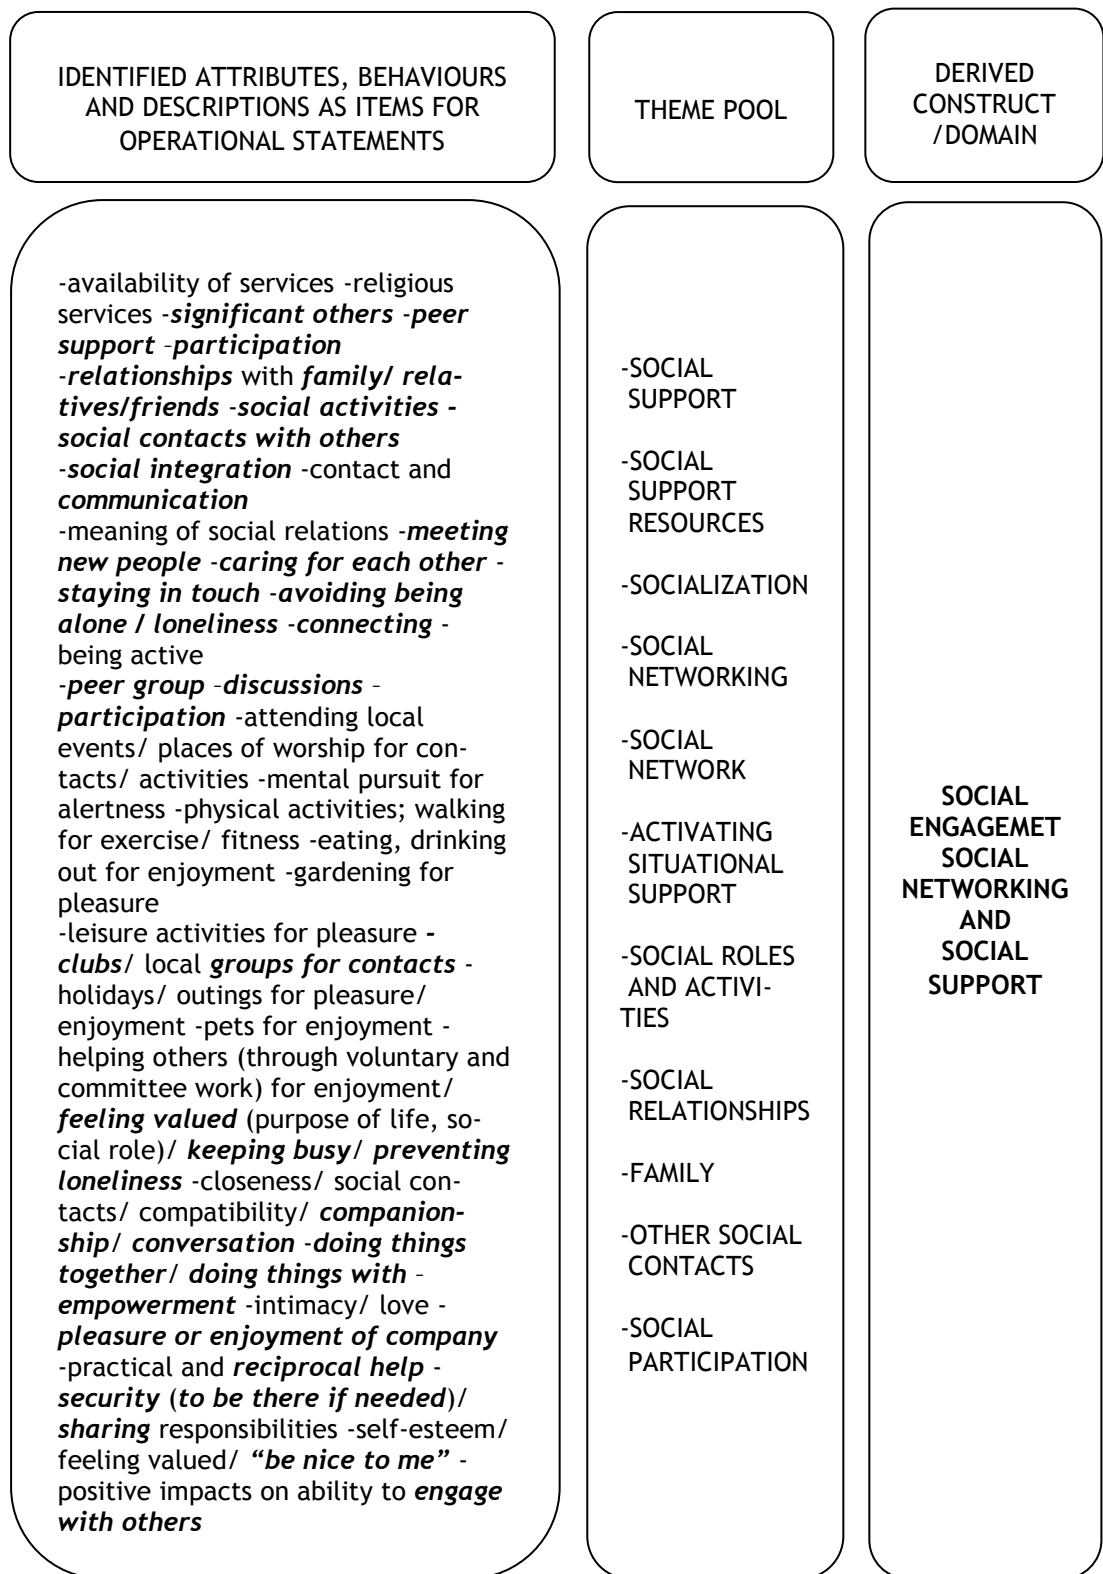 IDENTIFIED ATTRIBUTES, BEHAVIOURS
AND DESCRIPTIONS AS ITEMS FOR
OPERATIONAL STATEMENTS
THEME POOL
DERIVED
CONSTRUCT
/DOMAIN
-availability of services -religious
services -significant others -peer
support –participation
-relationships with family/ rela-
tives/friends -social activities -
social contacts with others
-social integration -contact and
communication
-meaning of social relations -meeting
new people -caring for each other -
staying in touch -avoiding being
alone / loneliness -connecting -
being active
-peer group –discussions –
participation -attending local
events/ places of worship for con-
tacts/ activities -mental pursuit for
alertness -physical activities; walking
for exercise/ fitness -eating, drinking
out for enjoyment -gardening for
pleasure
-leisure activities for pleasure -
clubs/ local groups for contacts -
holidays/ outings for pleasure/
enjoyment -pets for enjoyment -
helping others (through voluntary and
committee work) for enjoyment/
feeling valued (purpose of life, so-
cial role)/ keeping busy/ preventing
loneliness -closeness/ social con-
tacts/ compatibility/ companion-
ship/ conversation -doing things
together/ doing things with –
empowerment -intimacy/ love -
pleasure or enjoyment of company
-practical and reciprocal help -
security (to be there if needed)/
sharing responsibilities -self-esteem/
feeling valued/ “be nice to me” -
positive impacts on ability to engage
with others
-SOCIAL
SUPPORT
-SOCIAL
SUPPORT
RESOURCES
-SOCIALIZATION
-SOCIAL
NETWORKING
-SOCIAL
NETWORK
-ACTIVATING
SITUATIONAL
SUPPORT
-SOCIAL ROLES
AND ACTIVI-
TIES
-SOCIAL
RELATIONSHIPS
-FAMILY
-OTHER SOCIAL
CONTACTS
-SOCIAL
PARTICIPATION
SOCIAL
ENGAGEMET
SOCIAL
NETWORKING
AND
SOCIAL
SUPPORT